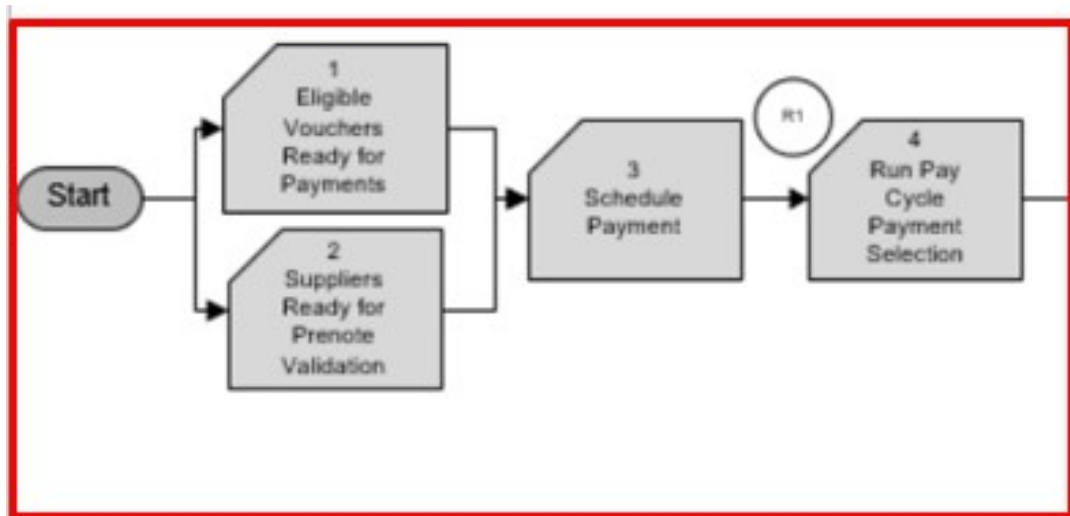 Start
1
Eligible
Vouchers
Ready for
Payments
2
Suppliers
Ready for
Prenote
Validation
3
Schedule
Payment
R1
4
Run Pay
Cycle
Payment
Selection